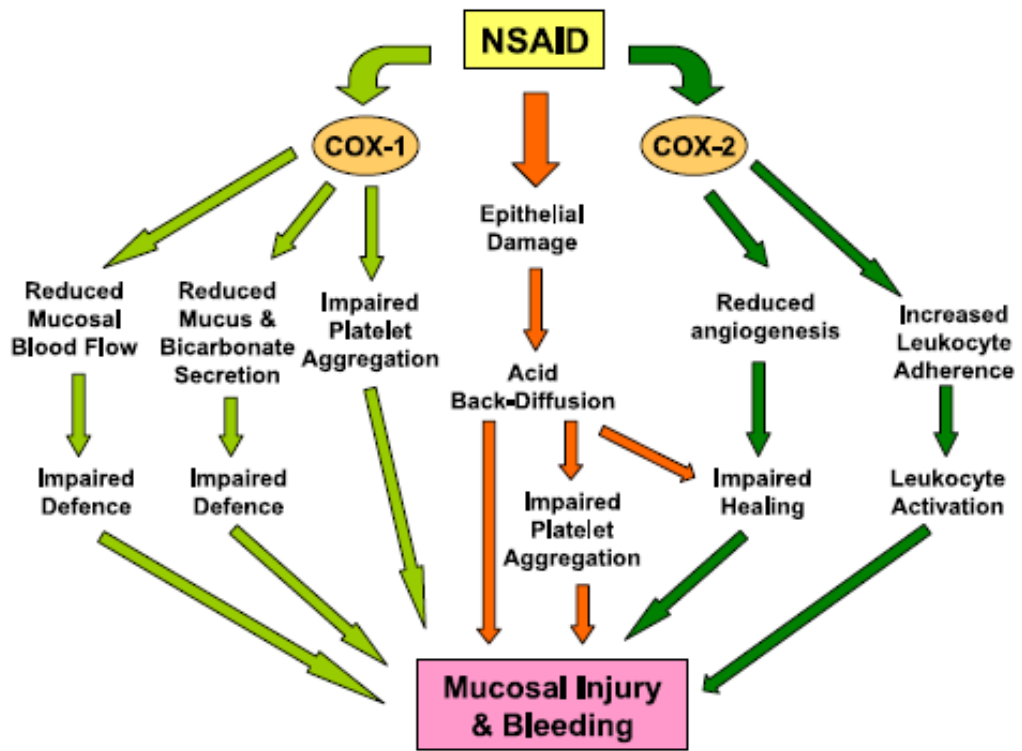 NSAID
COX-1
COX-2
Epithelial
Damage
Reduced
Mucosal
Blood Flow
Reduced
Mucus &
Bicarbonate
Secretion
Impaired
Platelet
Aggregation
Acid
Back-Diffusion
Reduced
angiogenesis
Increased
Leukocyte
Adherence
Impaired
Defence
Impaired
Defence
Impaired
Platelet
Aggregation
Impaired
Healing
Leukocyte
Activation
Mucosal Injury
& Bleeding